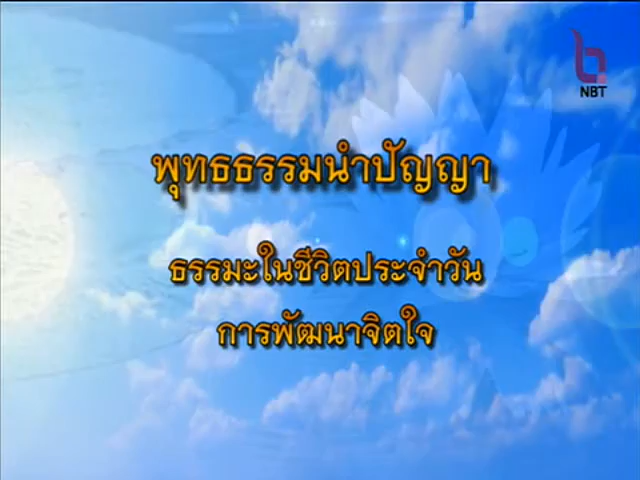 NBT
พุทธธรรมนำปัญญา
ธรรมะในชีวิตประจำวัน
การพัฒนาจิตใจ